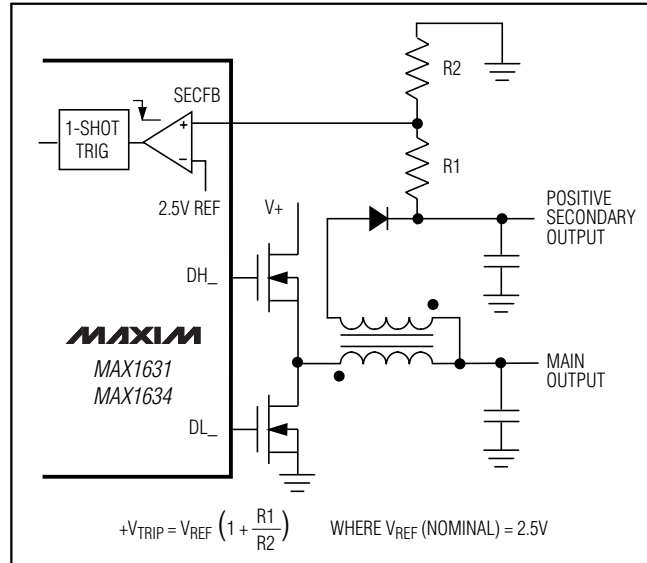 R2
SECFB
+
1-SHOT
TRIG
−
R1
2.5V REF
V+
POSITIVE
SECONDARY
OUTPUT
DH_
MAXIM
MAX1631
MAX1634
MAIN
OUTPUT
DL_
+VTRIP = VREF (1 + R1/R2) WHERE VREF (NOMINAL) = 2.5V